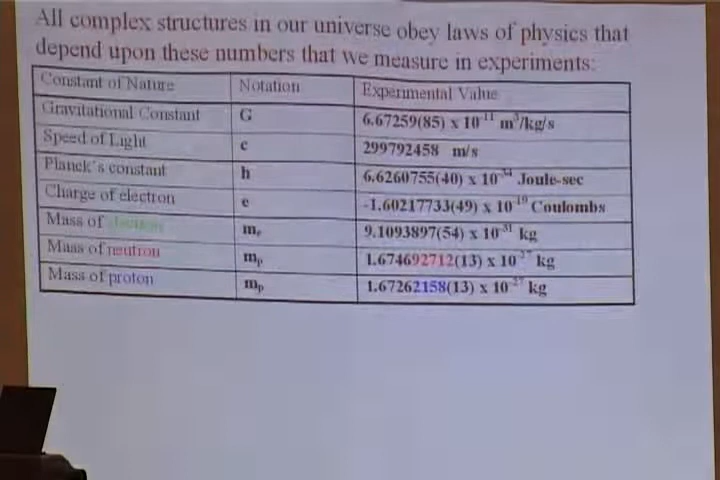 All complex structures in our universe obey laws of physics that
depend upon these numbers that we measure in experiments:
Constant of Nature Notation Experimental Value
Gravitational Constant G 6.67259(85) x 10⁻¹¹ m³/kg/s
Speed of Light c 299792458 m/s
Planck's constant h 6.6260755(40) x 10⁻³⁴ Joule-sec
Charge of electron e -1.60217733(49) x 10⁻¹⁹ Coulombs
Mass of electron mₑ 9.1093897(54) x 10⁻³¹ kg
Mass of neutron mₚ 1.674692712(13) x 10⁻²⁷ kg
Mass of proton mₚ 1.67262158(13) x 10⁻²⁷ kg